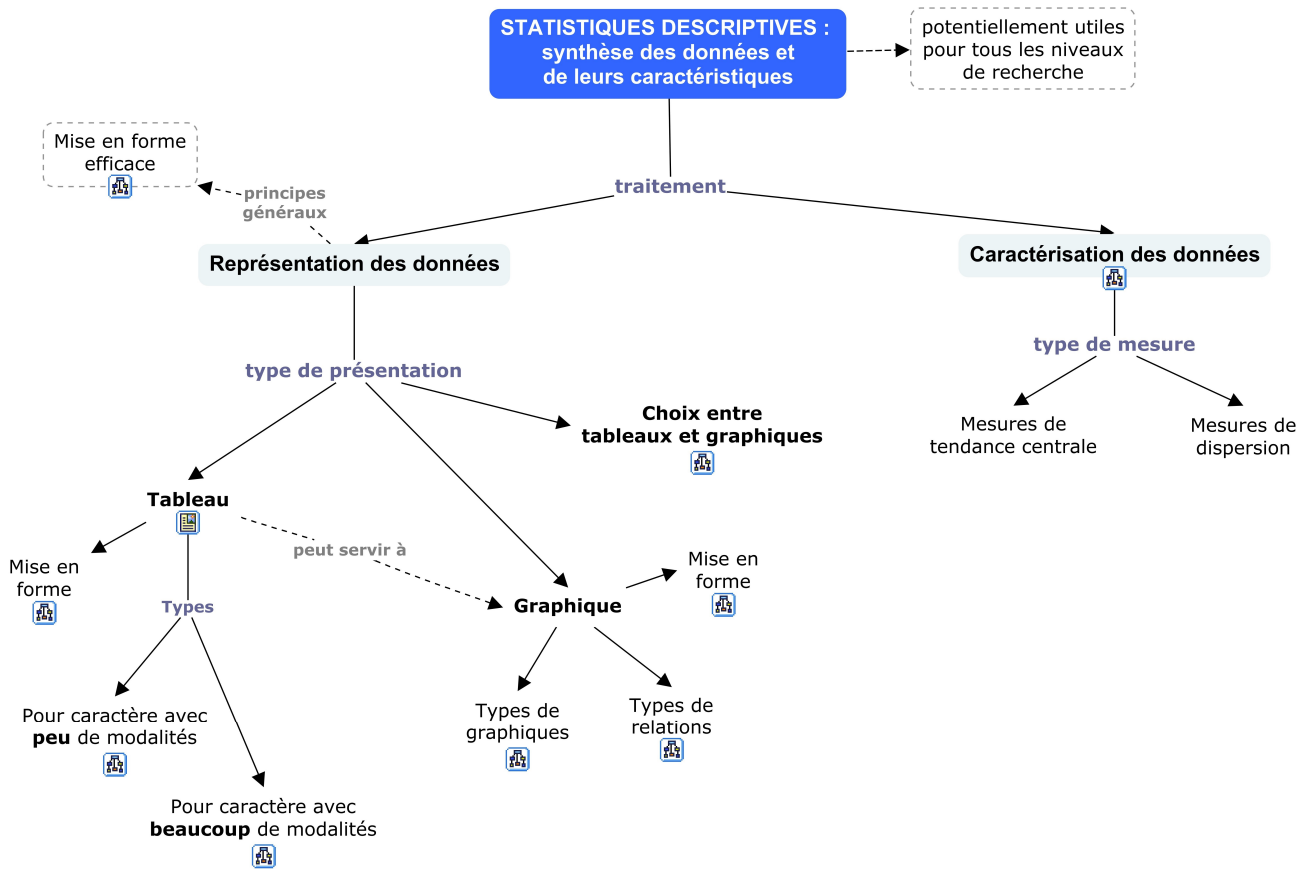 STATISTIQUES DESCRIPTIVES :
synthèse des données et
de leurs caractéristiques
potentiellement utiles
pour tous les niveaux
de recherche
Mise en forme
efficace
principes
généraux
traitement
Représentation des données
Caractérisation des données
type de présentation
type de mesure
Choix entre
tableaux et graphiques
Mesures de
tendance centrale
Mesures de
dispersion
Tableau
peut servir à
Mise en
forme
Types
Graphique
Mise en
forme
Pour caractère avec
peu de modalités
Types de
graphiques
Types de
relations
Pour caractère avec
beaucoup de modalités